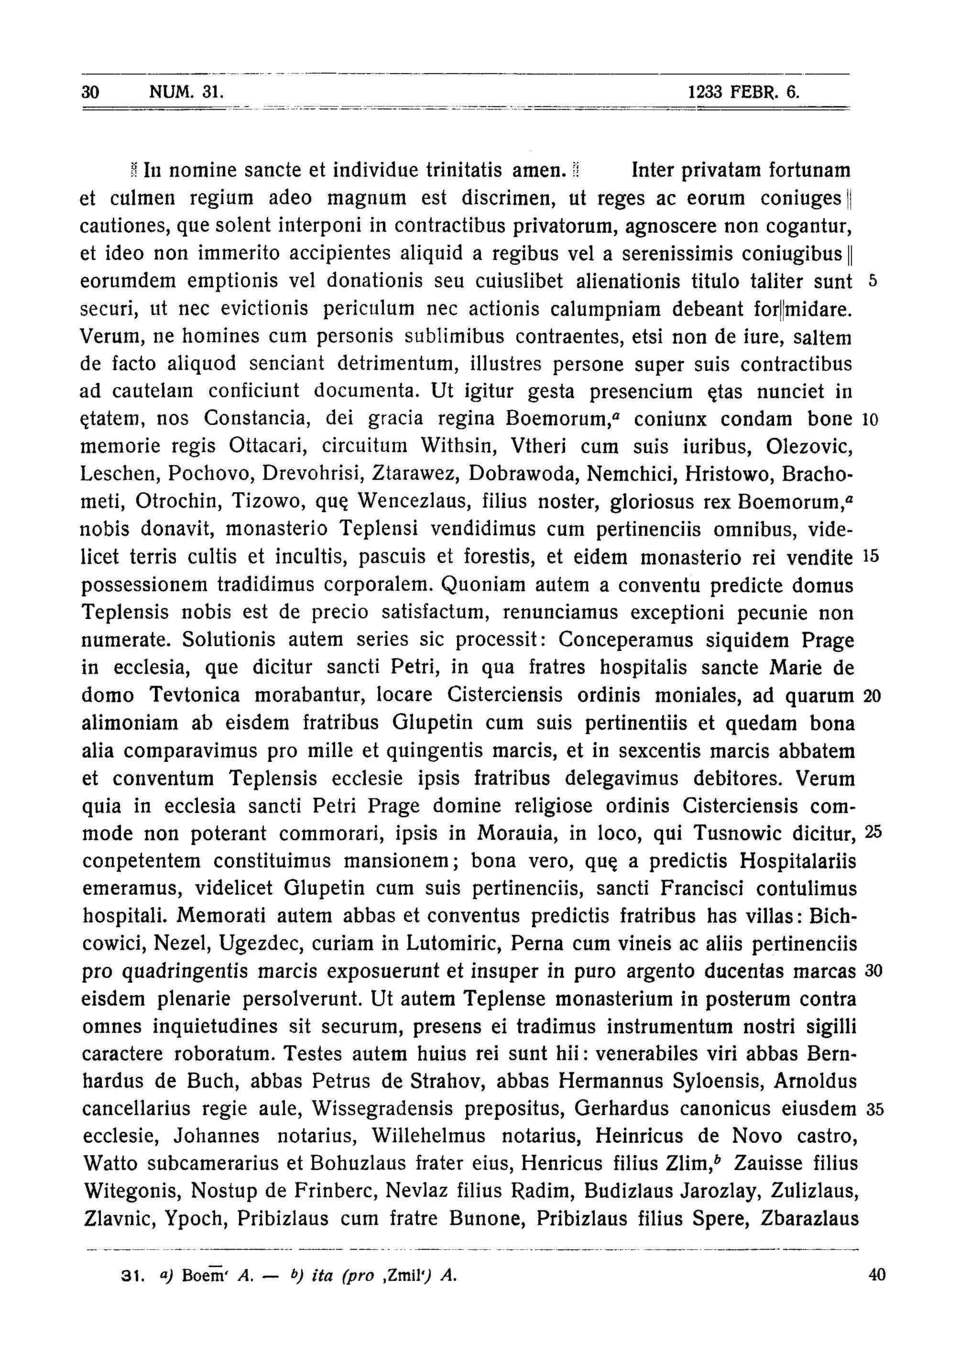 30 NUM. 31. 1233 FEBR. 6.
⁞⁞ In nomine sancte et individue trinitatis amen. ⁞⁞ Inter privatam fortunam
et culmen regium adeo magnum est discrimen, ut reges ac eorum coniuges ||
cautiones, que solent interponi in contractibus privatorum, agnoscere non cogantur,
et ideo non immerito accipientes aliquid a regibus vel a serenissimis coniugibus ||
eorumdem emptionis vel donationis seu cuiuslibet alienationis titulo taliter sunt 5
securi, ut nec evictionis periculum nec actionis calumpniam debeant for||midare.
Verum, ne homines cum personis sublimibus contraentes, etsi non de iure, saltem
de facto aliquod senciant detrimentum, illustres persone super suis contractibus
ad cautelam conficiunt documenta. Ut igitur gesta presencium ętas nunciet in
ętatem, nos Constancia, dei gracia regina Boemorum,a coniunx condam bone 10
memorie regis Ottacari, circuitum Withsin, Vtheri cum suis iuribus, Olezovic,
Leschen, Pochovo, Drevohrisi, Ztarawez, Dobrawoda, Nemchici, Hristowo, Bracho-
meti, Otrochin, Tizowo, quę Wencezlaus, filius noster, gloriosus rex Boemorum,a
nobis donavit, monasterio Teplensi vendidimus cum pertinenciis omnibus, vide-
licet terris cultis et incultis, pascuis et forestis, et eidem monasterio rei vendite 15
possessionem tradidimus corporalem. Quoniam autem a conventu predicte domus
Teplensis nobis est de precio satisfactum, renunciamus exceptioni pecunie non
numerate. Solutionis autem series sic processit: Conceperamus siquidem Prage
in ecclesia, que dicitur sancti Petri, in qua fratres hospitalis sancte Marie de
domo Tevtonica morabantur, locare Cisterciensis ordinis moniales, ad quarum 20
alimoniam ab eisdem fratribus Glupetin cum suis pertinentiis et quedam bona
alia comparavimus pro mille et quingentis marcis, et in sexcentis marcis abbatem
et conventum Teplensis ecclesie ipsis fratribus delegavimus debitores. Verum
quia in ecclesia sancti Petri Prage domine religiose ordinis Cisterciensis com-
mode non poterant commorari, ipsis in Morauia, in loco, qui Tusnowic dicitur, 25
conpetentem constituimus mansionem; bona vero, quę a predictis Hospitalariis
emeramus, videlicet Glupetin cum suis pertinenciis, sancti Francisci contulimus
hospitali. Memorati autem abbas et conventus predictis fratribus has villas: Bich-
cowici, Nezel, Ugezdec, curiam in Lutomiric, Perna cum vineis ac aliis pertinenciis
pro quadringentis marcis exposuerunt et insuper in puro argento ducentas marcas 30
eisdem plenarie persolverunt. Ut autem Teplense monasterium in posterum contra
omnes inquietudines sit securum, presens ei tradimus instrumentum nostri sigilli
caractere roboratum. Testes autem huius rei sunt hii: venerabiles viri abbas Bern-
hardus de Buch, abbas Petrus de Strahov, abbas Hermannus Syloensis, Arnoldus
cancellarius regie aule, Wissegradensis prepositus, Gerhardus canonicus eiusdem 35
ecclesie, Johannes notarius, Willehelmus notarius, Heinricus de Novo castro,
Watto subcamerarius et Bohuzlaus frater eius, Henricus filius Zlim,b Zauisse filius
Witegonis, Nostup de Frinberc, Nevlaz filius Radim, Budizlaus Jarozlay, Zulizlaus,
Zlavnic, Ypoch, Pribizlaus cum fratre Bunone, Pribizlaus filius Spere, Zbarazlaus
31. a) Boem̅' A. — b) ita (pro ‚Zmil‘) A. 40